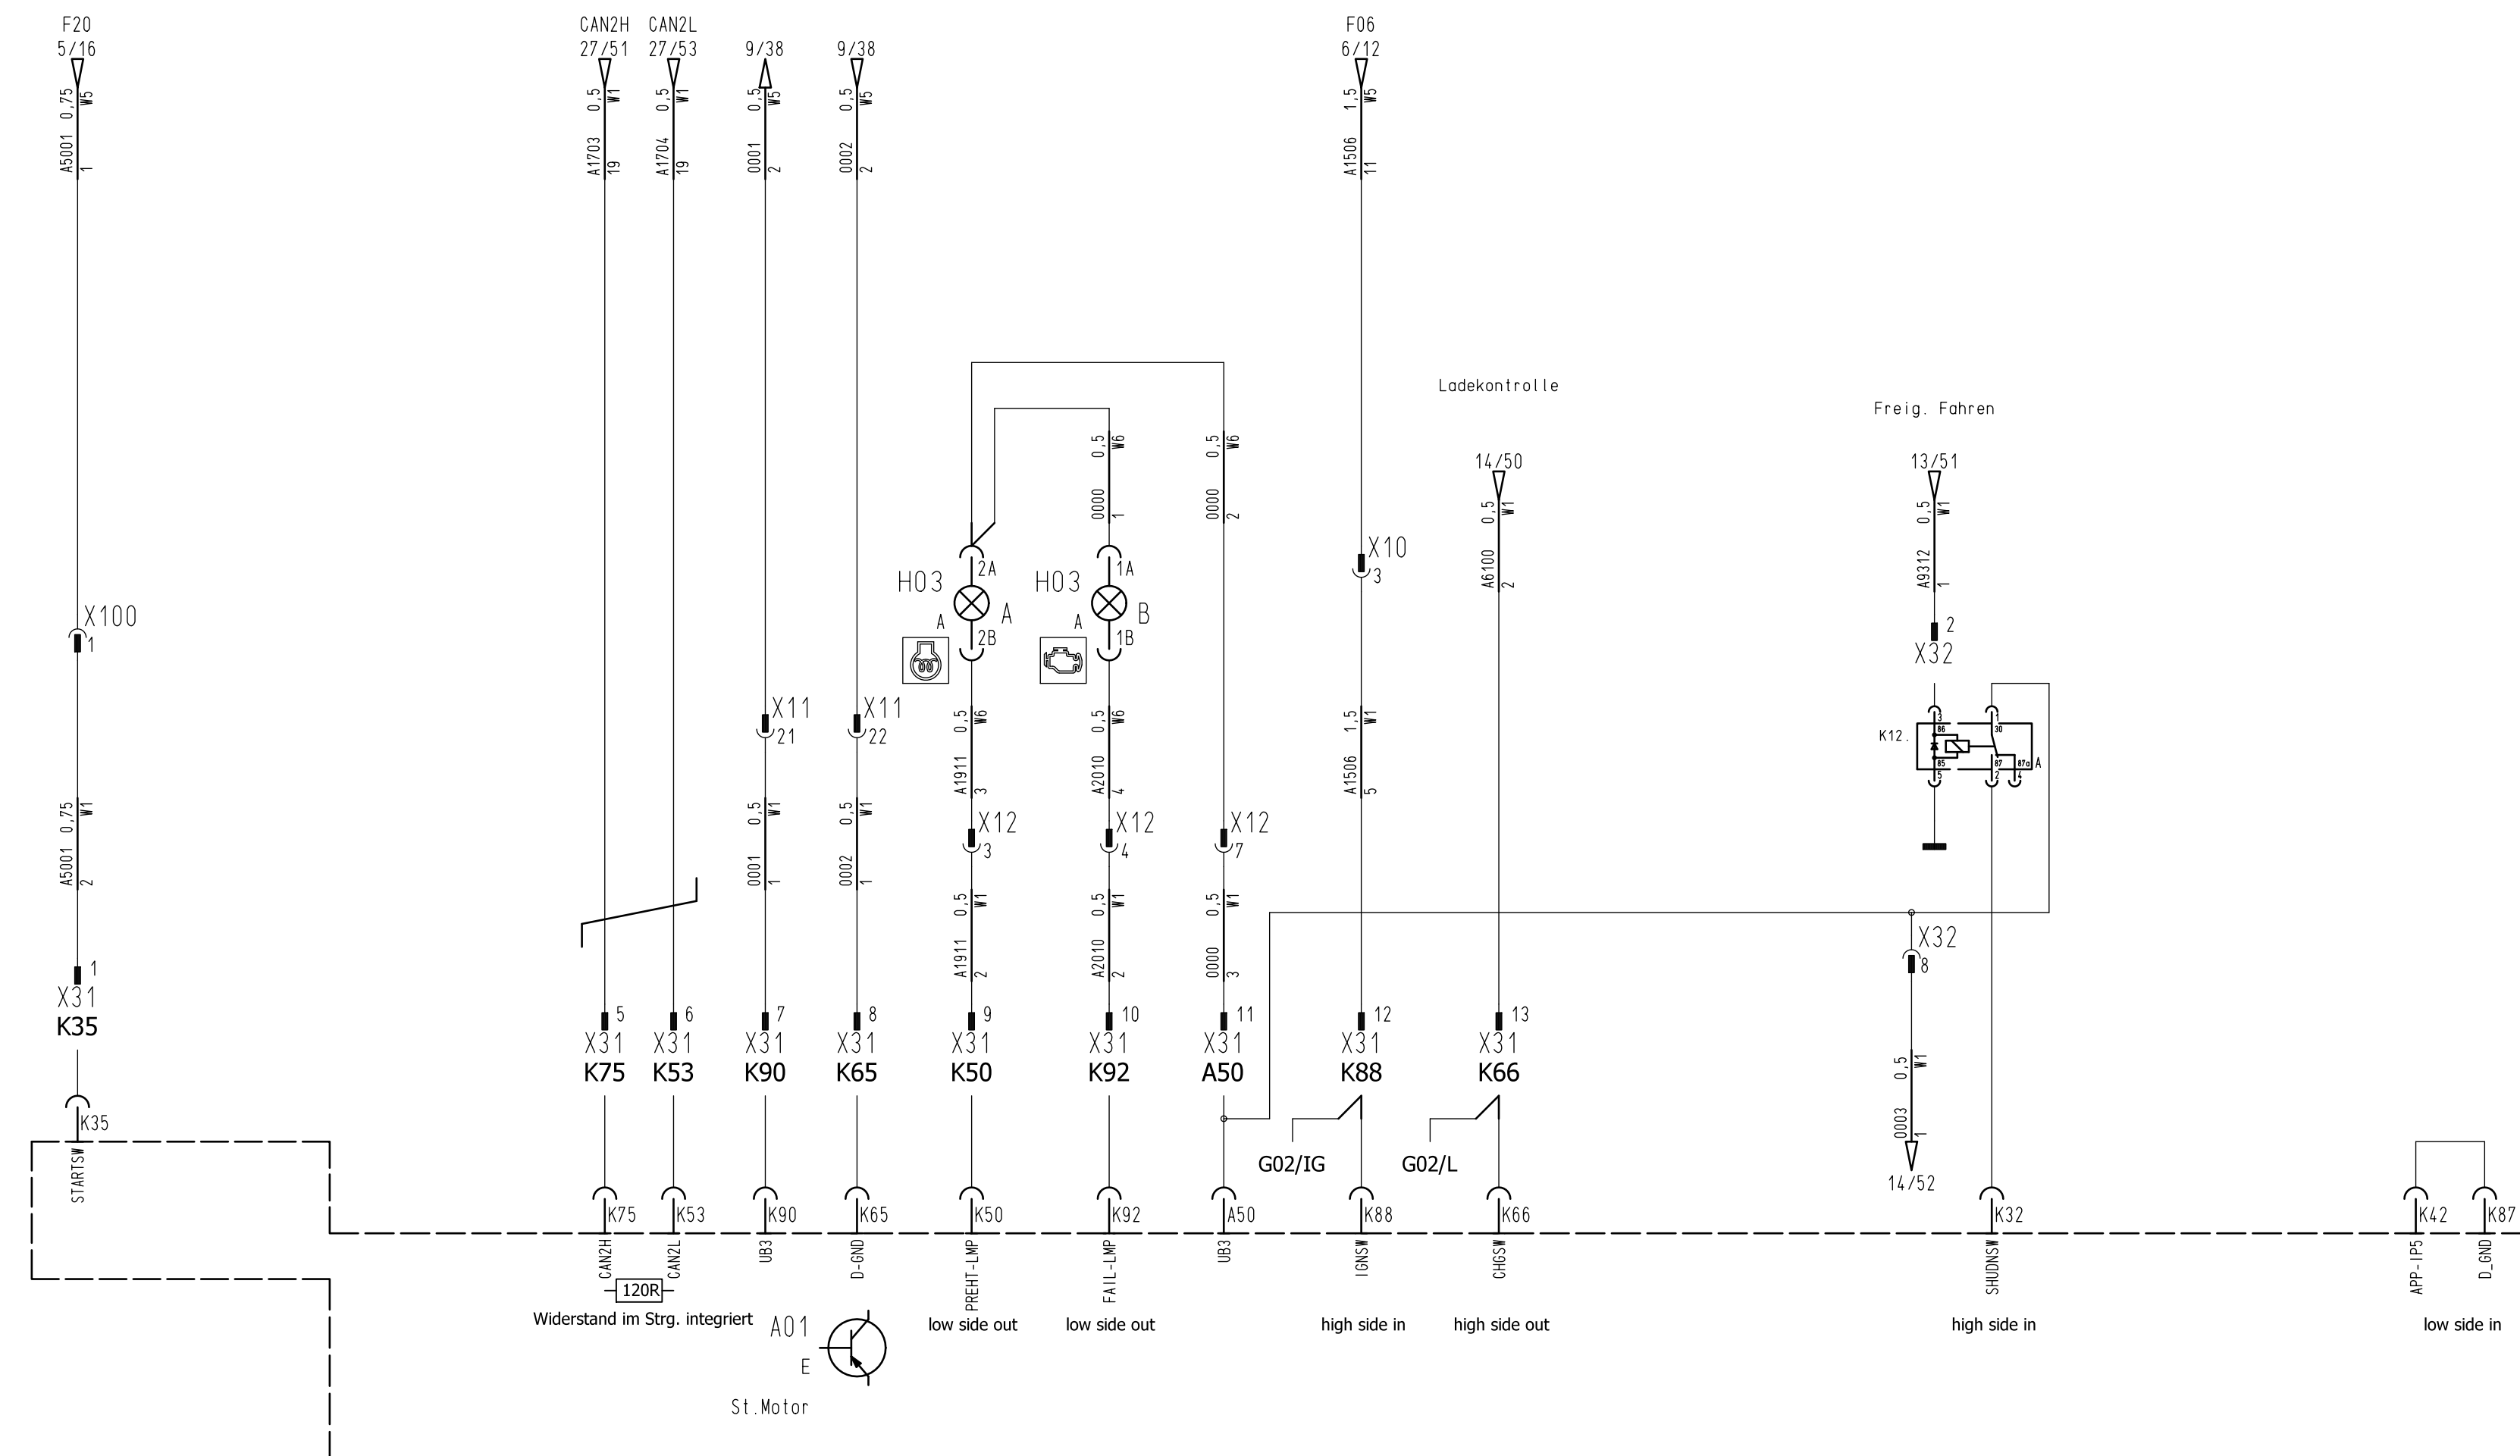 F20
5/16
CAN2H
27/51
CAN2L
27/53
9/38
9/38
F06
6/12
A5001 0,75
W5
1
A1703 0,5
W1
19
A1704 0,5
W1
19
0001 0,5
W5
2
0002 0,5
W5
2
A1506 1,5
W5
11
Ladekontrolle
Freig. Fahren
14/50
13/51
0000 0,5
W6
1
0000 0,5
W6
2
A6100 0,5
W1
2
A9312 0,5
W1
1
X10
3
H03
A
2A
A
2B
H03
A
1A
B
1B
X100
1
2
X32
X11
21
X11
22
A1911 0,5
W6
3
A2010 0,5
W6
4
A1506 1,5
W1
5
K12.
3
86
85
5
1
30
87
2
87a
4
A
A5001 0,75
W1
2
0001 0,5
W1
1
0002 0,5
W1
1
X12
3
X12
4
X12
7
A1911 0,5
W1
2
A2010 0,5
W1
2
0000 0,5
W1
3
X32
8
1
X31
K35
5
X31
K75
6
X31
K53
7
X31
K90
8
X31
K65
9
X31
K50
10
X31
K92
11
X31
A50
12
X31
K88
13
X31
K66
0003 0,5
W1
1
14/52
G02/IG
G02/L
K35
STARTSW
K75
K53
K90
K65
K50
K92
A50
K88
K66
K32
K42
K87
CAN2H
CAN2L
UB3
D-GND
PREHT-LMP
FAIL-LMP
UB3
IGNSW
CHGSW
SHUDNSW
APP-IP5
D_GND
120R
Widerstand im Strg. integriert
low side out
low side out
high side in
high side out
high side in
low side in
A01
E
St.Motor